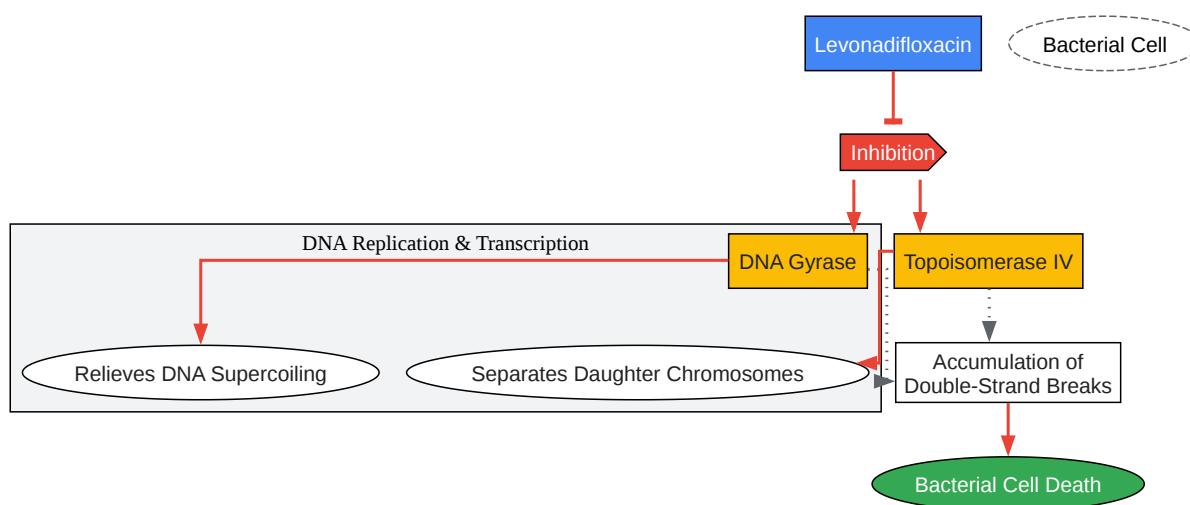 Levonadifloxacin
Bacterial Cell
Inhibition
DNA Replication & Transcription
DNA Gyrase
Topoisomerase IV
Relieves DNA Supercoiling
Separates Daughter Chromosomes
Accumulation of
Double-Strand Breaks
Bacterial Cell Death